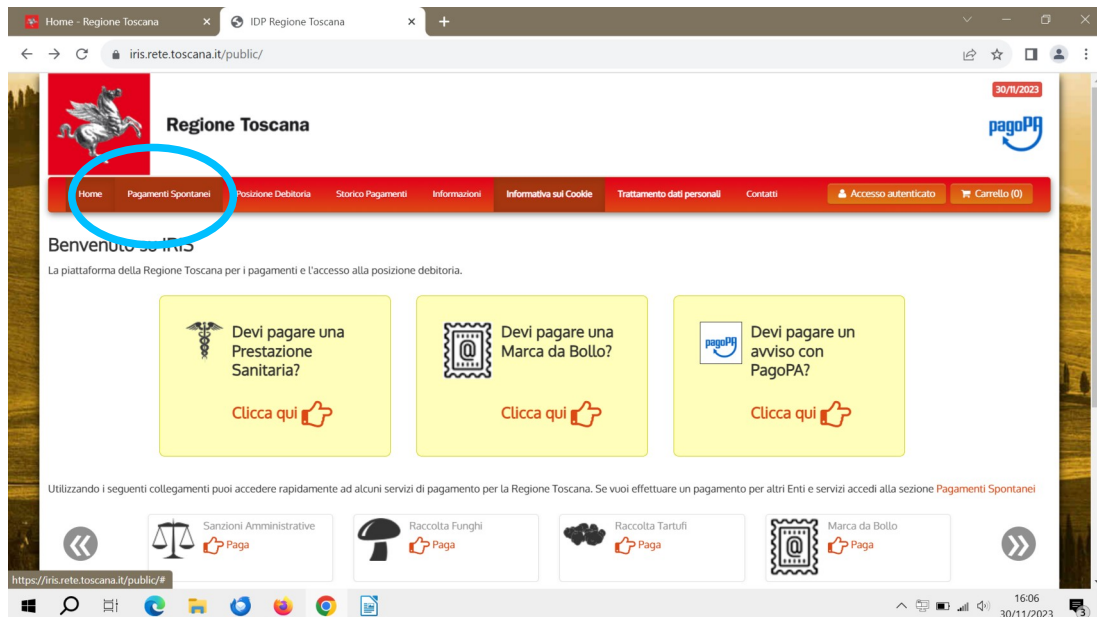 Home - Regione Toscana
IDP Regione Toscana
iris.rete.toscana.it/public/
30/11/2023
Regione Toscana
pagoPA
Home Pagamenti Spontanei Posizione Debitoria Storico Pagamenti Informazioni Informativa sui Cookie Trattamento dati personali Contatti Accesso autenticato Carrello (0)
Benvenuto su IRIS
La piattaforma della Regione Toscana per i pagamenti e l'accesso alla posizione debitoria.
Devi pagare una
Prestazione
Sanitaria?
Clicca qui
Devi pagare una
Marca da Bollo?
Clicca qui
pagoPA
Devi pagare un
avviso con
PagoPA?
Clicca qui
Utilizzando i seguenti collegamenti puoi accedere rapidamente ad alcuni servizi di pagamento per la Regione Toscana. Se vuoi effettuare un pagamento per altri Enti e servizi accedi alla sezione Pagamenti Spontanei
Sanzioni Amministrative
Paga
Raccolta Funghi
Paga
Raccolta Tartufi
Paga
Marca da Bollo
Paga
https://iris.rete.toscana.it/public/#
16:06
30/11/2023
3